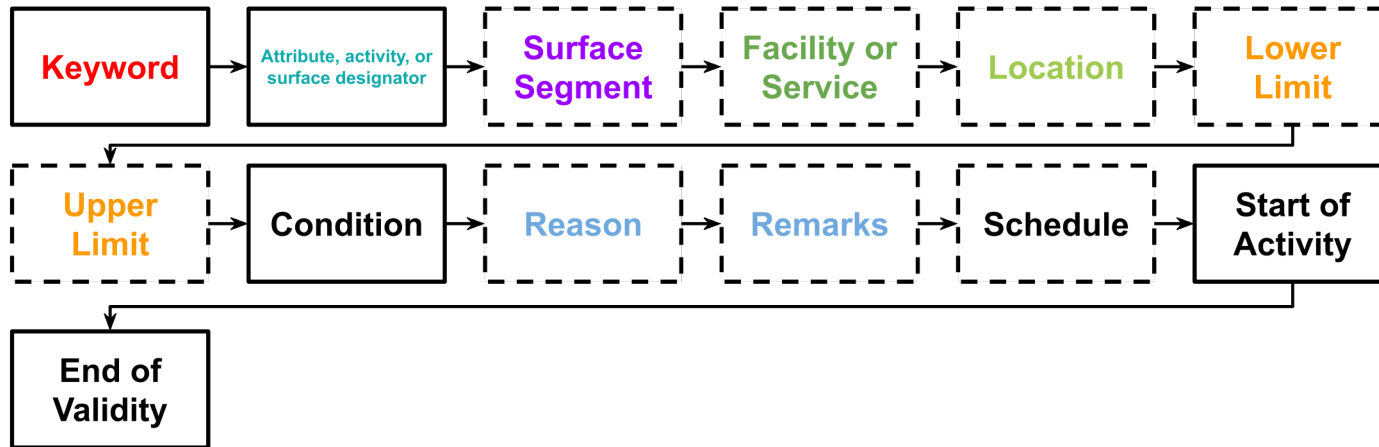 Keyword
Attribute, activity, or
surface designator
Surface
Segment
Facility or
Service
Location
Lower
Limit
Upper
Limit
Condition
Reason
Remarks
Schedule
Start of
Activity
End of
Validity